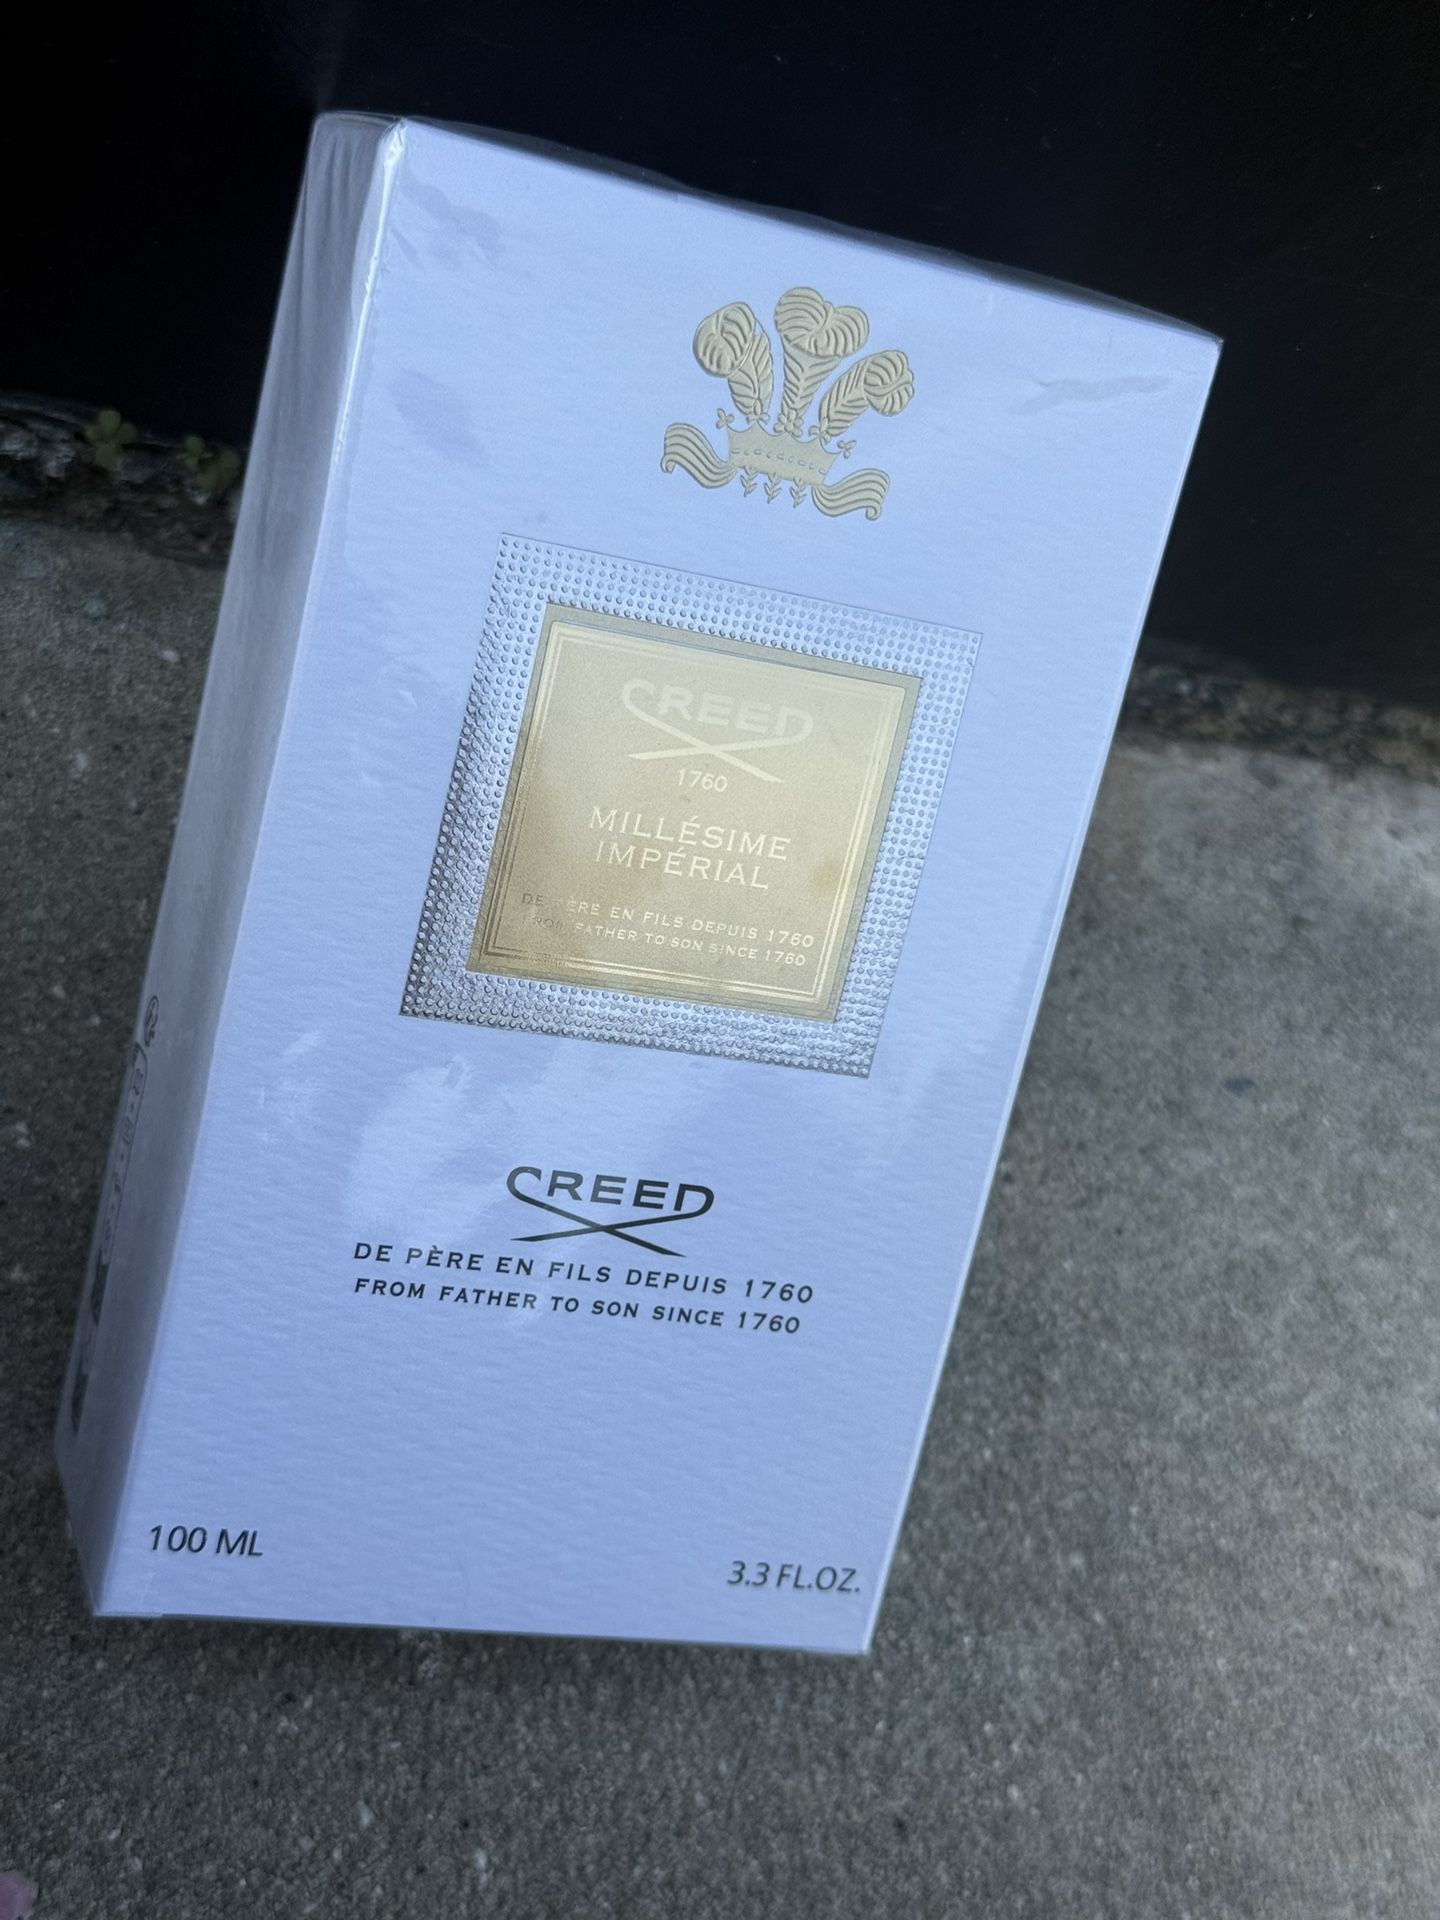 CREED
1760
MILLÉSIME
IMPÉRIAL
DE PÈRE EN FILS DEPUIS 1760
FROM FATHER TO SON SINCE 1760
CREED
DE PÈRE EN FILS DEPUIS 1760
FROM FATHER TO SON SINCE 1760
100 ML
3.3 FL.OZ.